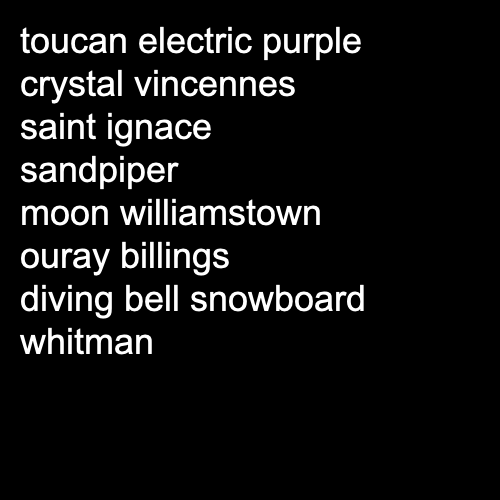 toucan electric purple
crystal vincennes
saint ignace
sandpiper
moon williamstown
ouray billings
diving bell snowboard
whitman